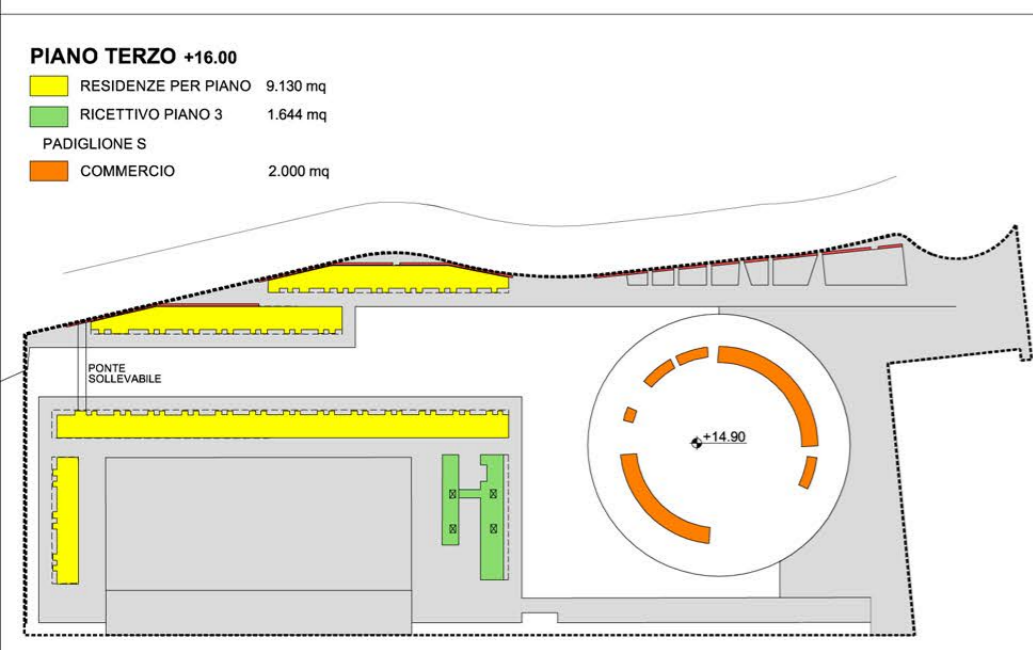 PIANO TERZO +16.00
RESIDENZE PER PIANO 9.130 mq
RICETTIVO PIANO 3 1.644 mq
PADIGLIONE S
COMMERCIO 2.000 mq
PONTE
SOLLEVABILE
+14.90